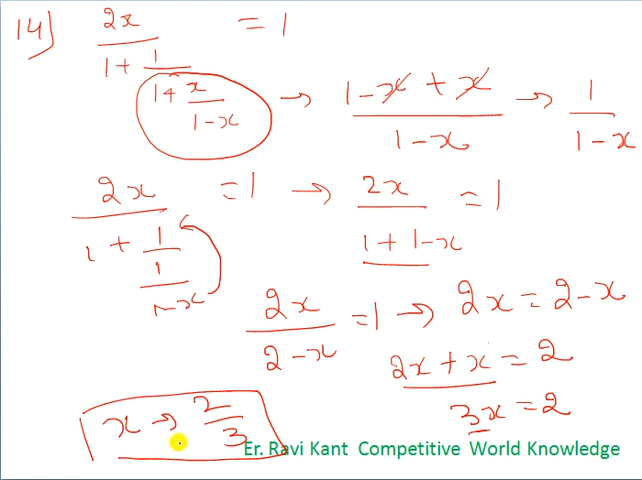 14) 2x / (1 + 1 / (1 + x / (1-x))) = 1
1 + x / (1-x) → (1-x + x) / (1-x) → 1 / (1-x)
2x / (1 + 1 / (1 / (1-x))) = 1 → 2x / (1 + 1-x) = 1
2x / (2-x) = 1 → 2x = 2-x
2x + x = 2
3x = 2
x → 2/3
Er. Ravi Kant Competitive World Knowledge